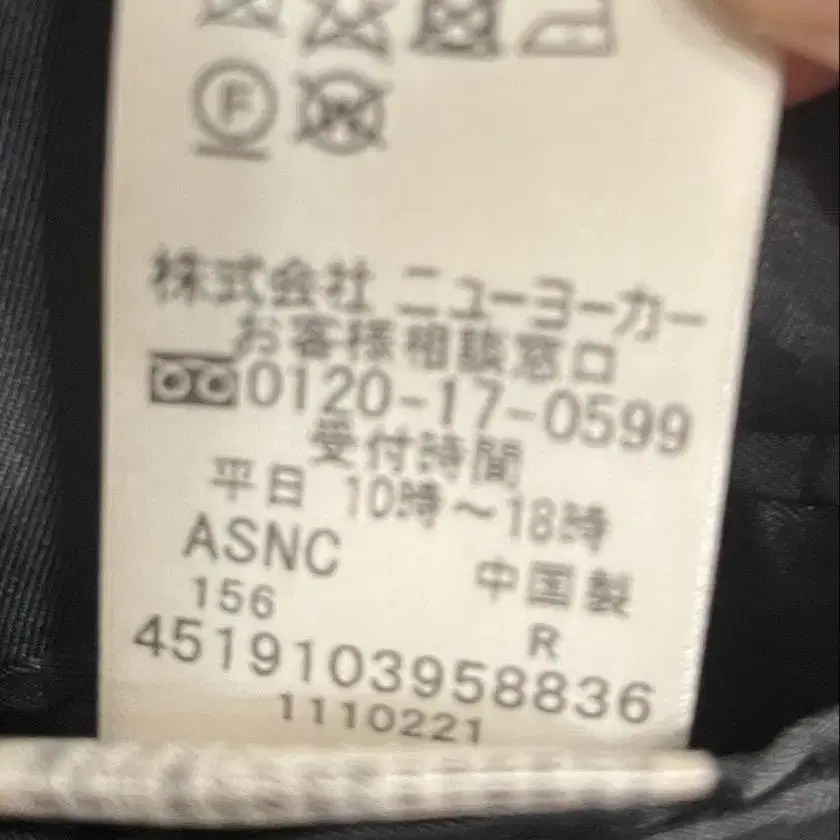 F W
株式会社 ニューヨーカー
お客様相談窓口
0120-17-0599
受付時間
平日 10時～18時
ASNC 中国製
156 R
4519103958836
1110221